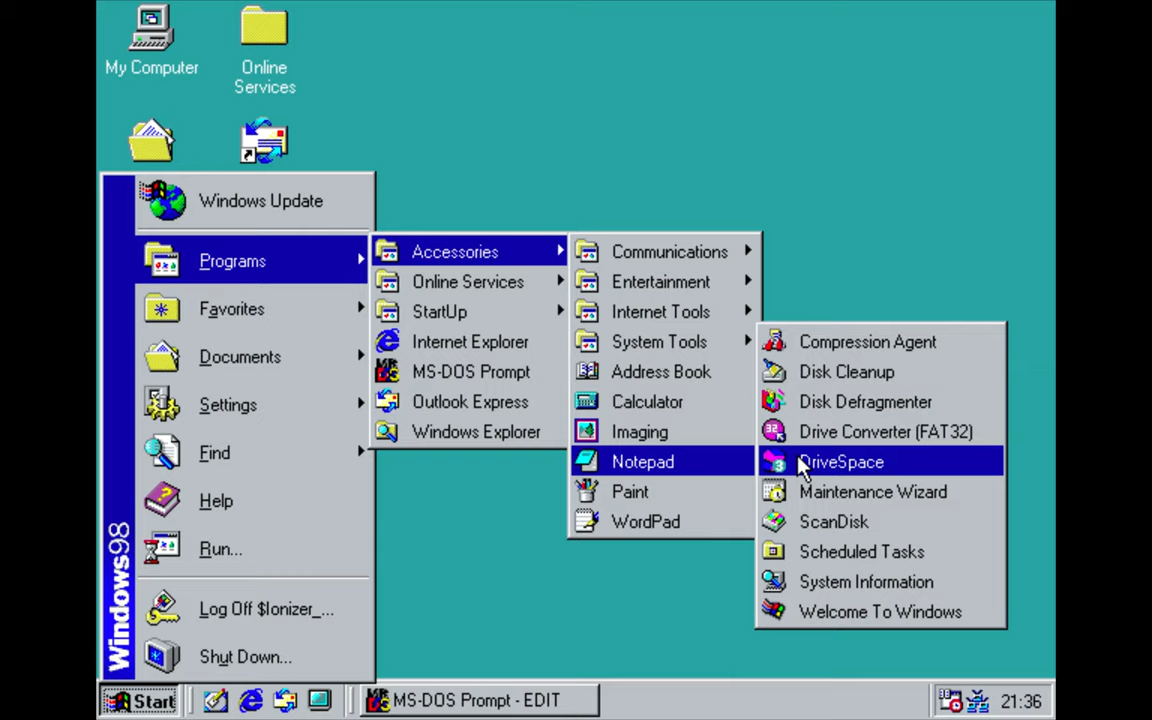 My Computer
Online
Services
Windows Update
Programs
Favorites
Documents
Settings
Find
Help
Run...
Log Off $Ionizer_...
Shut Down...
Windows98
Accessories
Online Services
StartUp
Internet Explorer
MS-DOS Prompt
Outlook Express
Windows Explorer
Communications
Entertainment
Internet Tools
System Tools
Address Book
Calculator
Imaging
Notepad
Paint
WordPad
Compression Agent
Disk Cleanup
Disk Defragmenter
Drive Converter (FAT32)
DriveSpace
Maintenance Wizard
ScanDisk
Scheduled Tasks
System Information
Welcome To Windows
Start
MS-DOS Prompt - EDIT
21:36